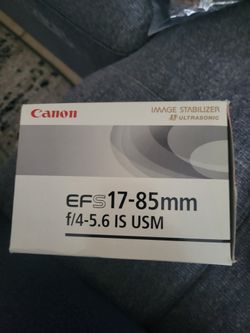 Canon
IMAGE STABILIZER
ULTRASONIC
EFS17-85mm
f/4-5.6 IS USM